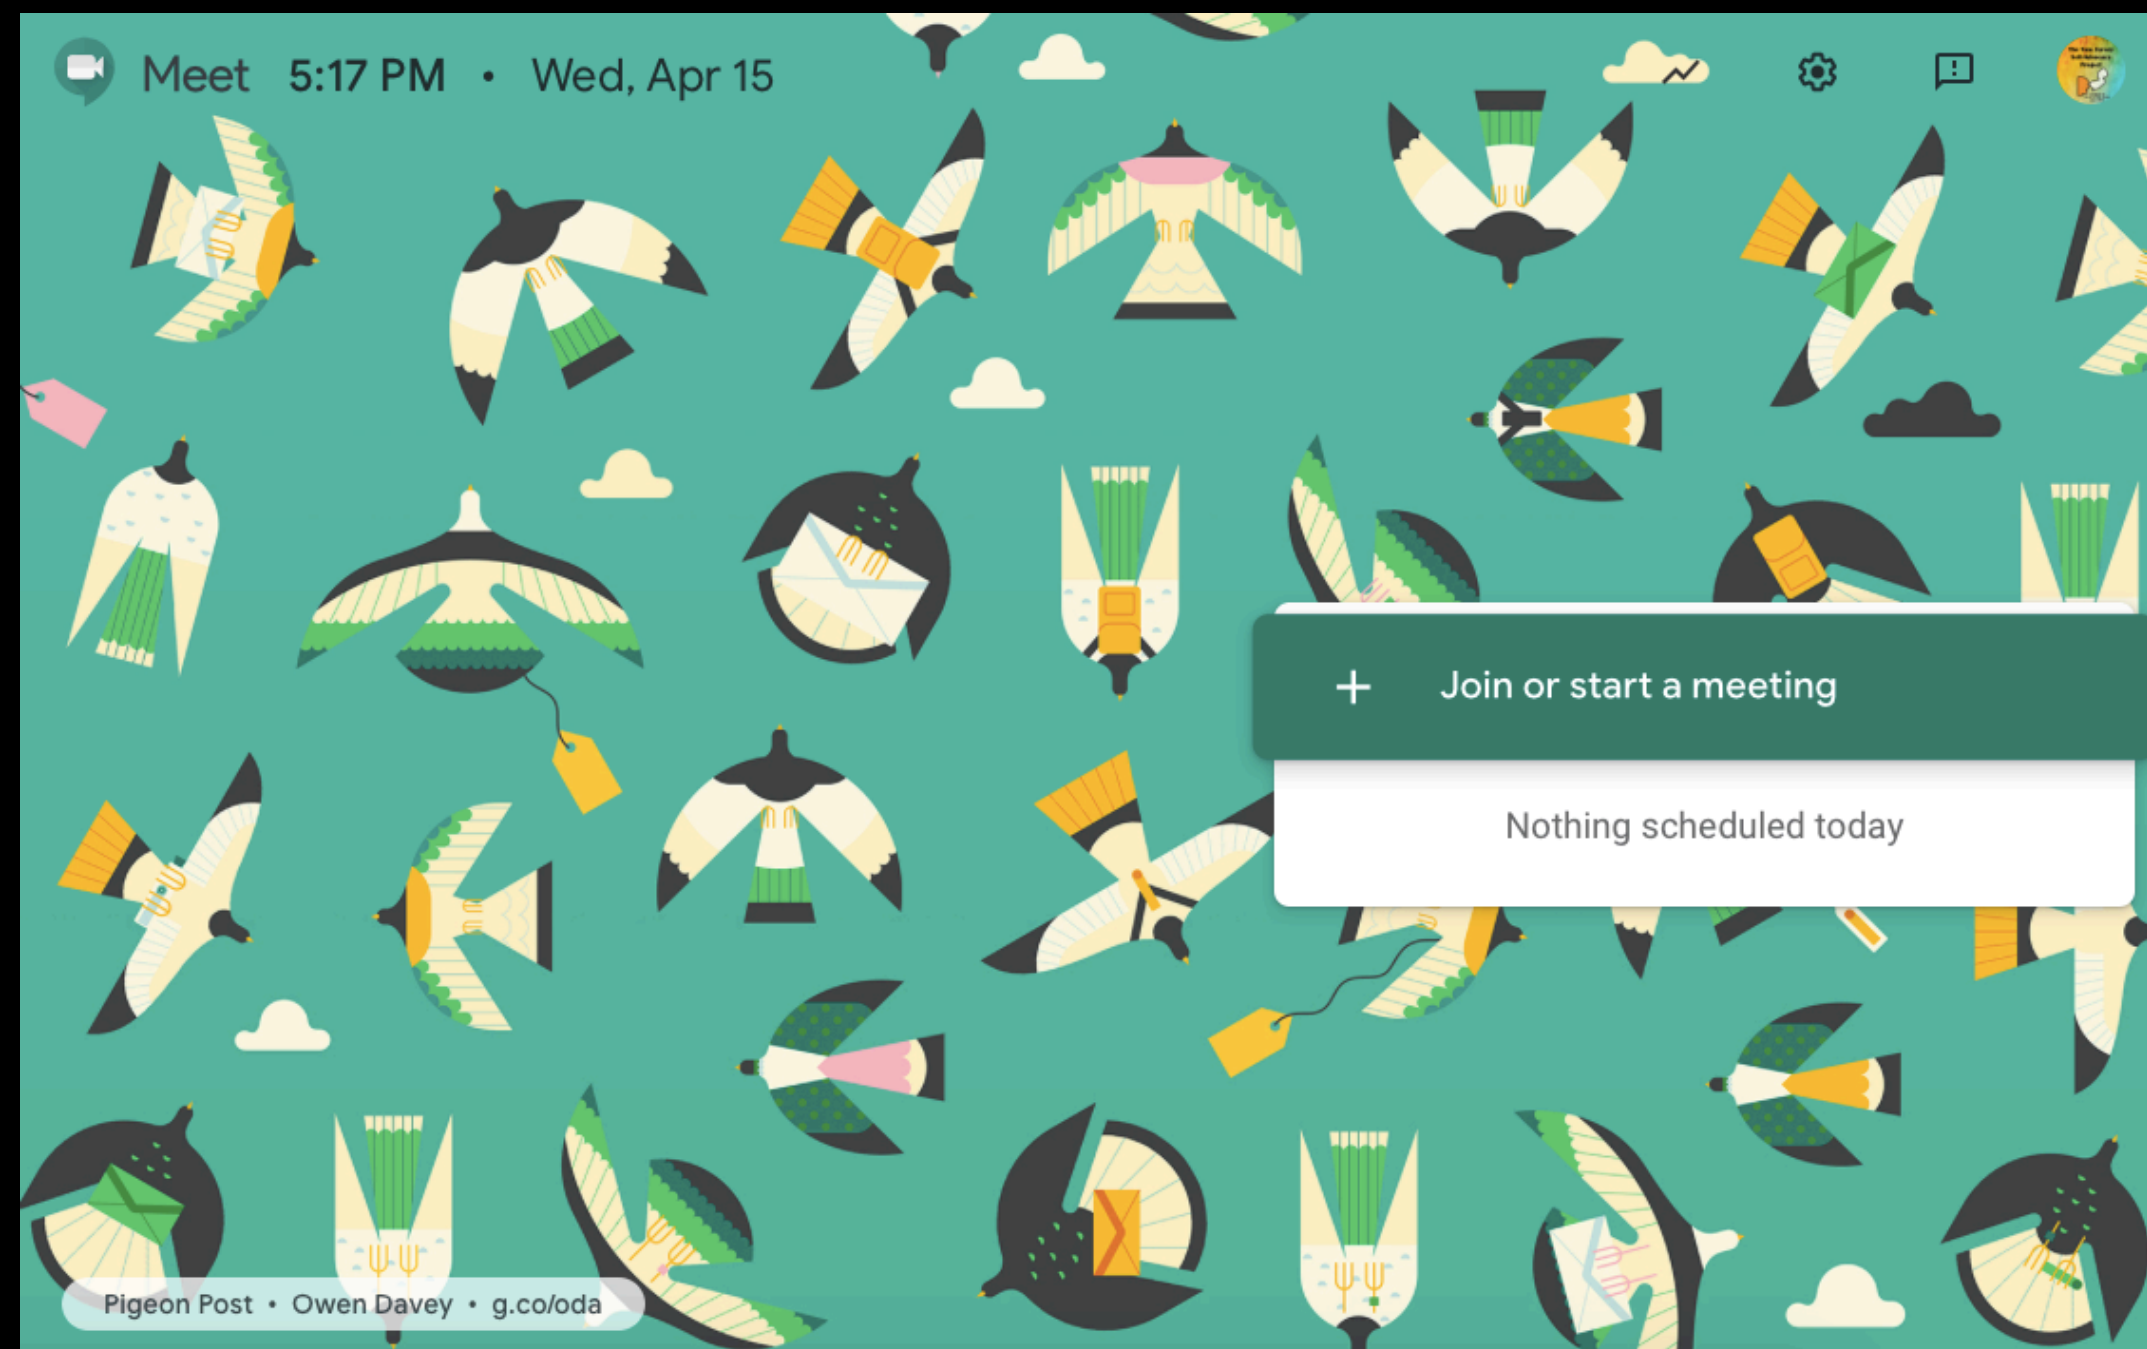 Meet 5:17 PM • Wed, Apr 15
Join or start a meeting
Nothing scheduled today
Pigeon Post • Owen Davey • g.co/oda